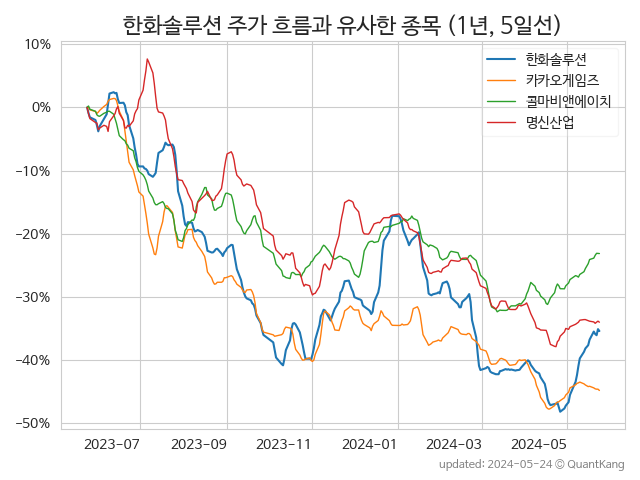 한화솔루션 주가 흐름과 유사한 종목 (1년, 5일선)
한화솔루션
카카오게임즈
콜마비앤에이치
명신산업
10%
0%
−10%
−20%
−30%
−40%
−50%
2023-07 2023-09 2023-11 2024-01 2024-03 2024-05
updated: 2024-05-24 © QuantKang